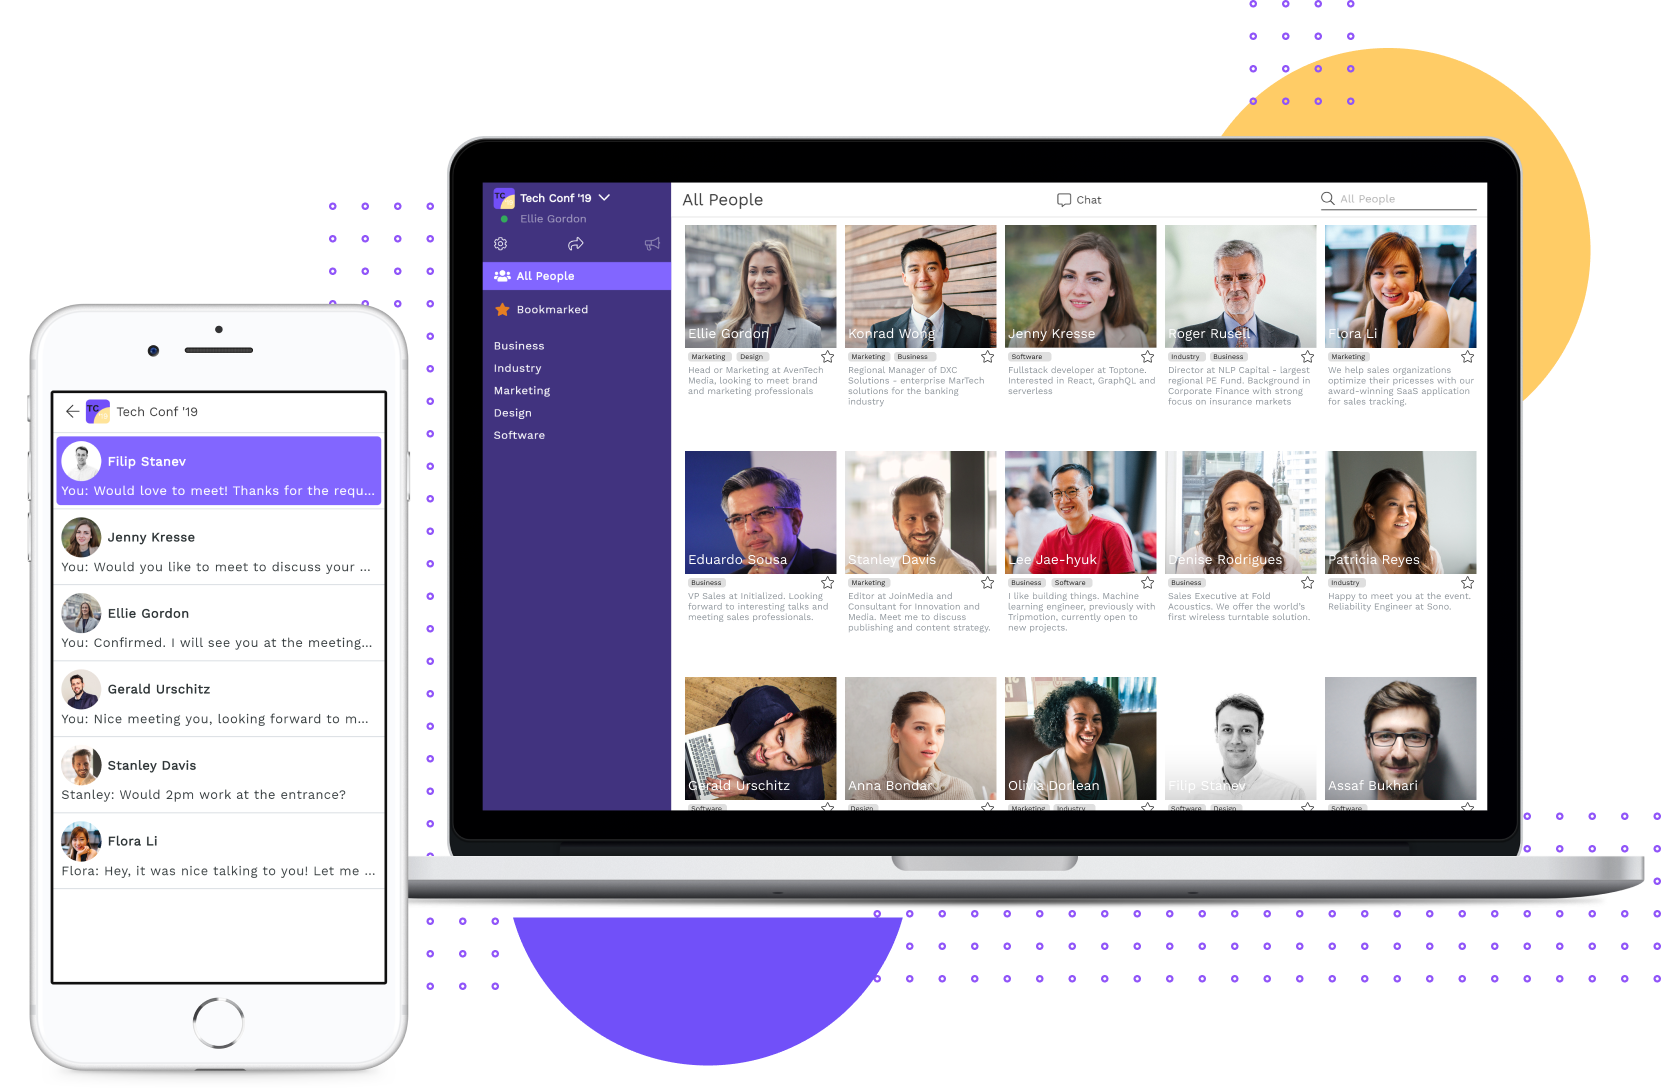 TC
Tech Conf '19
Ellie Gordon
All People
Bookmarked
Business
Industry
Marketing
Design
Software
All People
Chat
All People
Ellie Gordon
Marketing Design
Head or Marketing at AvenTech
Media, looking to meet brand
and marketing professionals
Konrad Wong
Marketing Business
Regional Manager of DXC
Solutions - enterprise MarTech
solutions for the banking
industry
Jenny Kresse
Software
Fullstack developer at Toptone.
Interested in React, GraphQL and
serverless
Roger Rusell
Industry Business
Director at NLP Capital - largest
regional PE Fund. Background in
Corporate Finance with strong
focus on insurance markets
Flora Li
Marketing
We help sales organizations
optimize their pricesses with our
award-winning SaaS application
for sales tracking.
Eduardo Sousa
Business
VP Sales at Initialized. Looking
forward to interesting talks and
meeting sales professionals.
Stanley Davis
Marketing
Editor at JoinMedia and
Consultant for Innovation and
Media. Meet me to discuss
publishing and content strategy.
Lee Jae-hyuk
Business Software
I like building things. Machine
learning engineer, previously with
Tripmotion, currently open to
new projects.
Denise Rodrigues
Business
Sales Executive at Fold
Acoustics. We offer the world's
first wireless turntable solution.
Patricia Reyes
Industry
Happy to meet you at the event.
Reliability Engineer at Sono.
Gerald Urschitz
Software
Anna Bondar
Design
Olivia Dorlean
Marketing Industry
Filip Stanev
Software Design
Assaf Bukhari
Software
TC
Tech Conf '19
Filip Stanev
You: Would love to meet! Thanks for the requ...
Jenny Kresse
You: Would you like to meet to discuss your ...
Ellie Gordon
You: Confirmed. I will see you at the meeting...
Gerald Urschitz
You: Nice meeting you, looking forward to m...
Stanley Davis
Stanley: Would 2pm work at the entrance?
Flora Li
Flora: Hey, it was nice talking to you! Let me ...